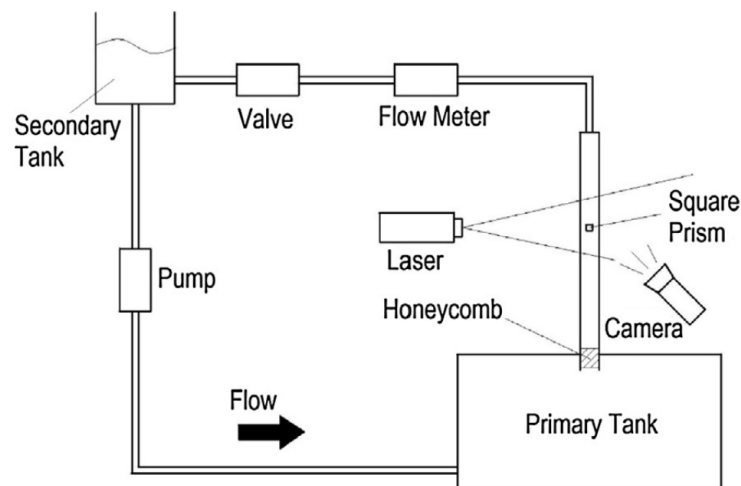 Secondary
Tank
Valve
Flow Meter
Square
Prism
Laser
Pump
Honeycomb
Camera
Flow
Primary Tank